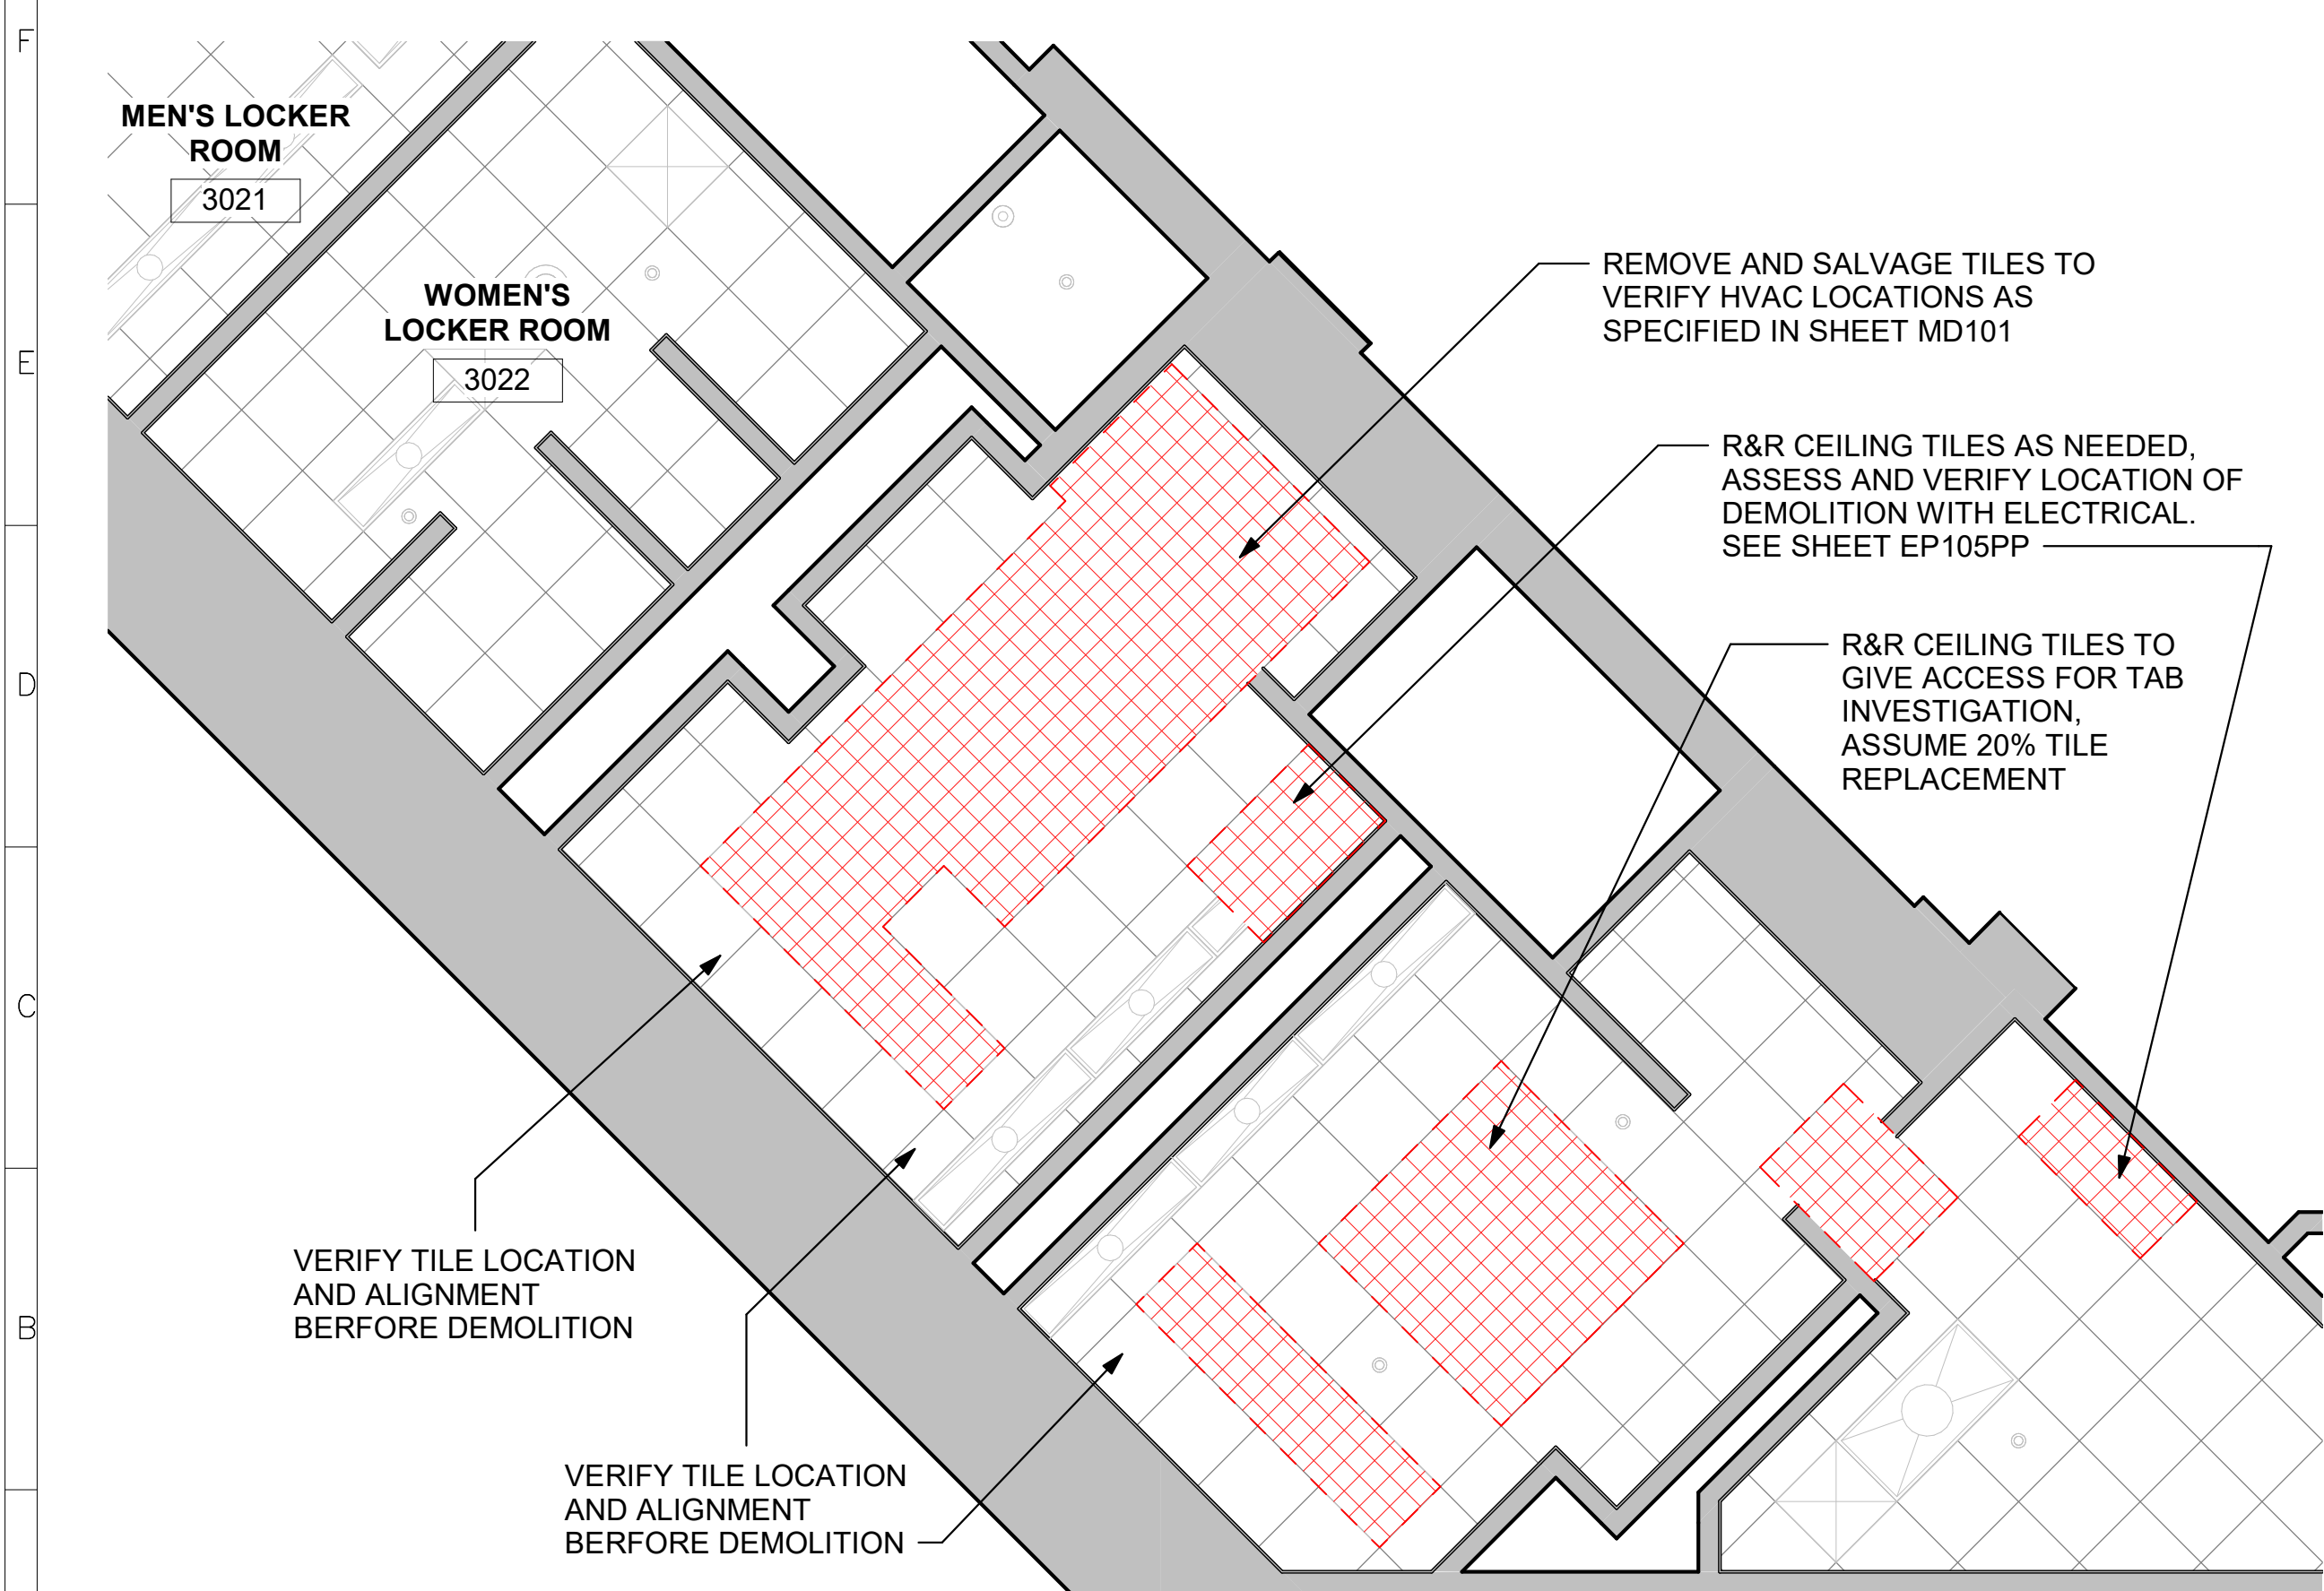 F
E
D
C
B
MEN'S LOCKER
ROOM
3021
WOMEN'S
LOCKER ROOM
3022
REMOVE AND SALVAGE TILES TO
VERIFY HVAC LOCATIONS AS
SPECIFIED IN SHEET MD101
R&R CEILING TILES AS NEEDED,
ASSESS AND VERIFY LOCATION OF
DEMOLITION WITH ELECTRICAL.
SEE SHEET EP105PP
R&R CEILING TILES TO
GIVE ACCESS FOR TAB
INVESTIGATION,
ASSUME 20% TILE
REPLACEMENT
VERIFY TILE LOCATION
AND ALIGNMENT
BERFORE DEMOLITION
VERIFY TILE LOCATION
AND ALIGNMENT
BERFORE DEMOLITION